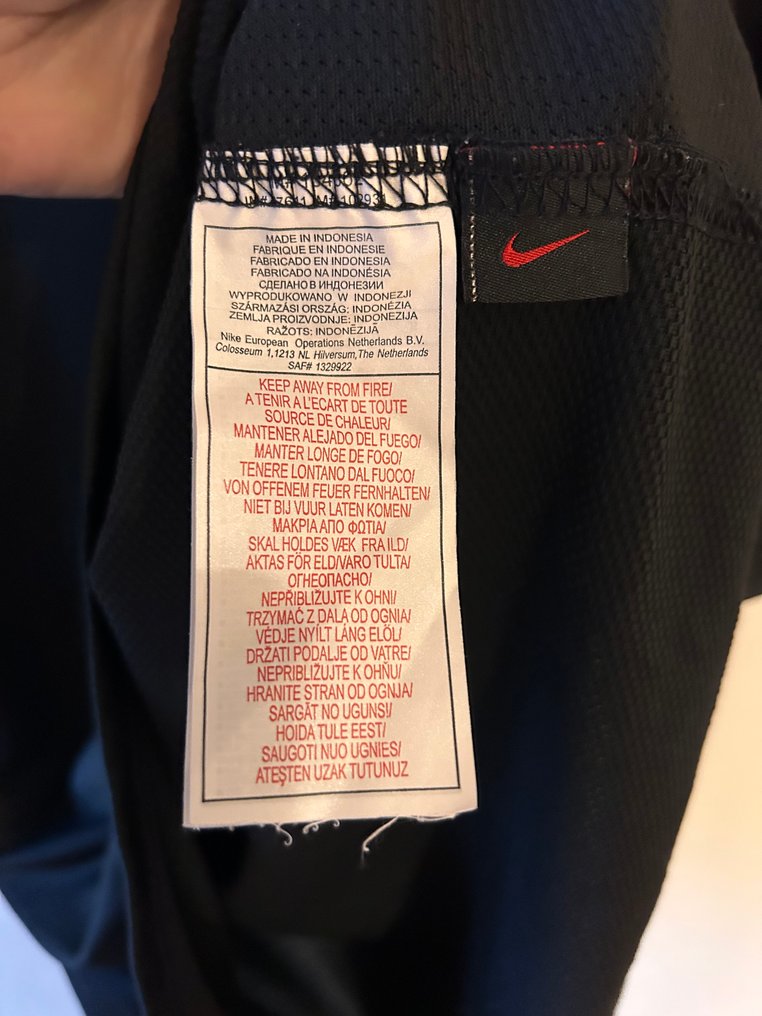 MADE IN INDONESIA
FABRIQUE EN INDONESIE
FABRICADO EN INDONESIA
FABRICADO NA INDONÉSIA
СДЕЛАНО В ИНДОНЕЗИИ
WYPRODUKOWANO W INDONEZJI
SZÁRMAZÁSI ORSZÁG: INDONÉZIA
ZEMLJA PROIZVODNJE: INDONEZIJA
RAŽOTS: INDONĒZIJĀ
Nike European Operations Netherlands B.V.
Colosseum 1,1213 NL Hilversum,The Netherlands
SAF# 1329922
KEEP AWAY FROM FIRE/
A TENIR A L'ECART DE TOUTE
SOURCE DE CHALEUR/
MANTENER ALEJADO DEL FUEGO/
MANTER LONGE DE FOGO/
TENERE LONTANO DAL FUOCO/
VON OFFENEM FEUER FERNHALTEN/
NIET BIJ VUUR LATEN KOMEN/
ΜΑΚΡΙΑ ΑΠΟ ΦΩΤΙΑ/
SKAL HOLDES VÆK FRA ILD/
AKTAS FÖR ELD/VARO TULTA/
ОГНЕОПАСНО/
NEPŘIBLIŽUJTE K OHNI/
TRZYMAĆ Z DALA OD OGNIA/
VÉDJE NYÍLT LÁNG ELÖL/
DRŽATI PODALJE OD VATRE/
NEPRIBLIŽUJTE K OHŇU/
HRANITE STRAN OD OGNJA/
SARGĀT NO UGUNS/
HOIDA TULE EEST/
SAUGOTI NUO UGNIES/
ATEŞTEN UZAK TUTUNUZ